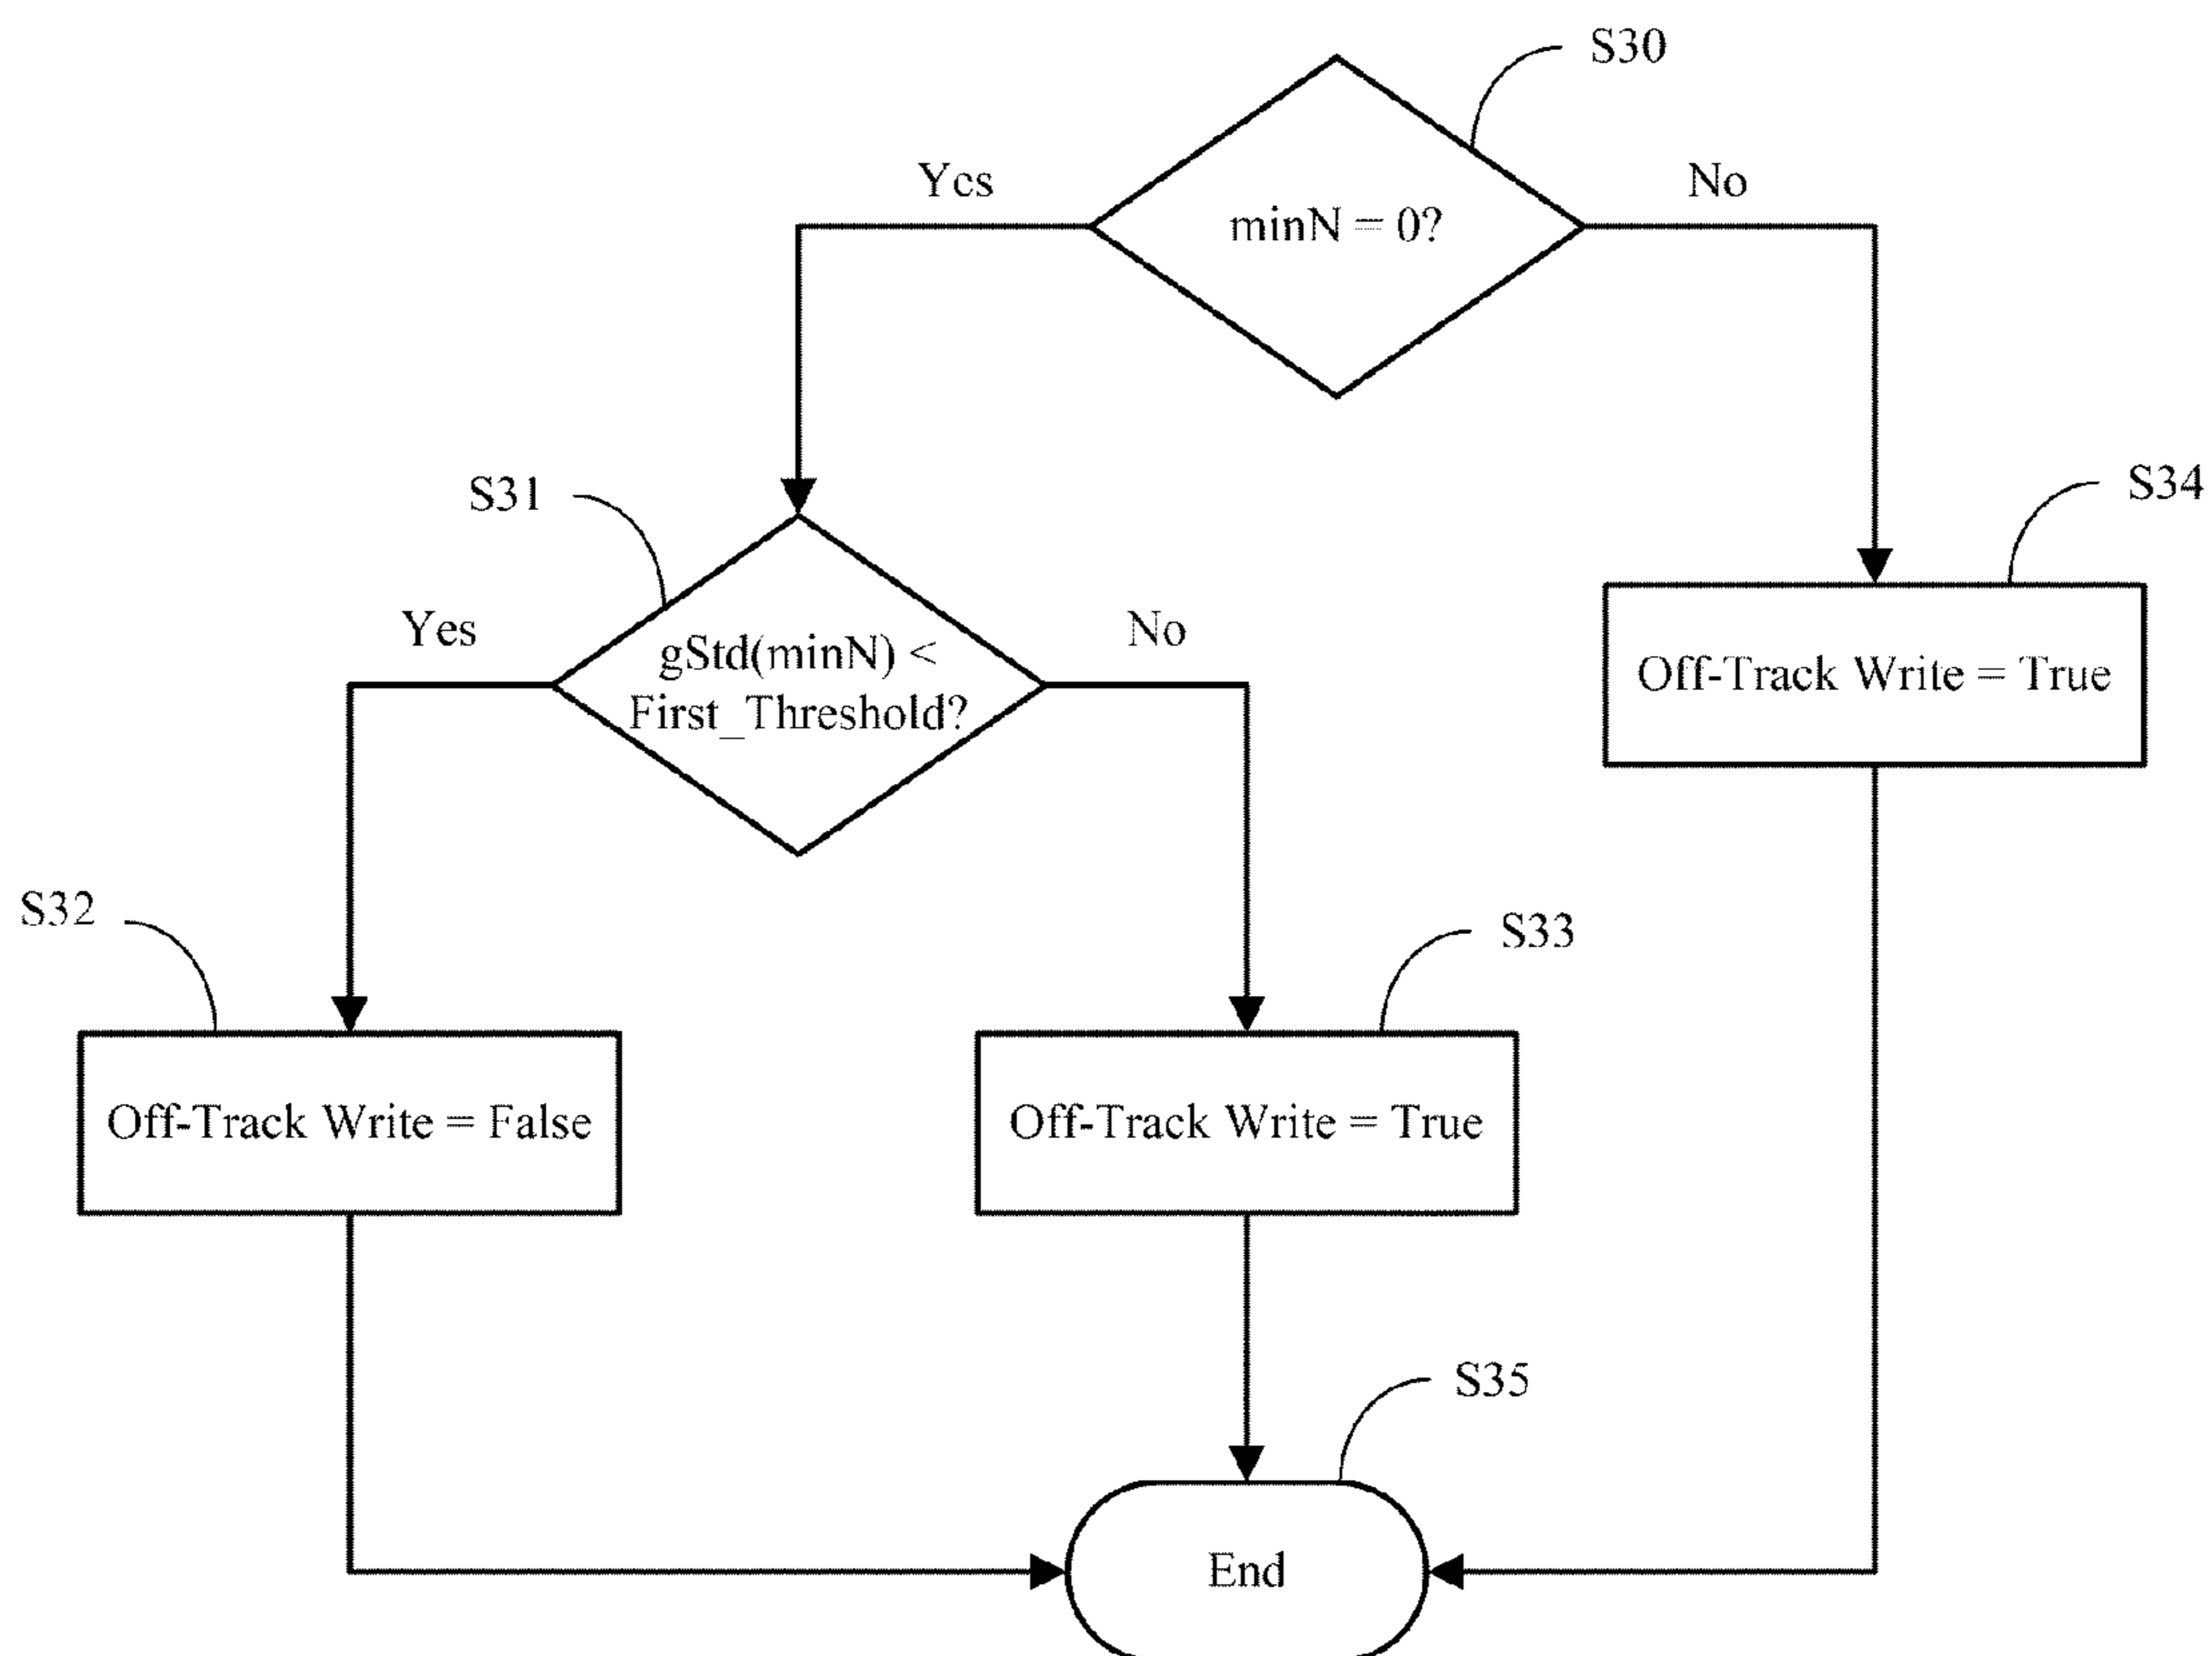 S30
Yes
No
minN = 0?
S31
S34
Yes
No
gStd(minN) <
First_Threshold?
Off-Track Write = True
S32
S33
Off-Track Write = False
Off-Track Write = True
S35
End